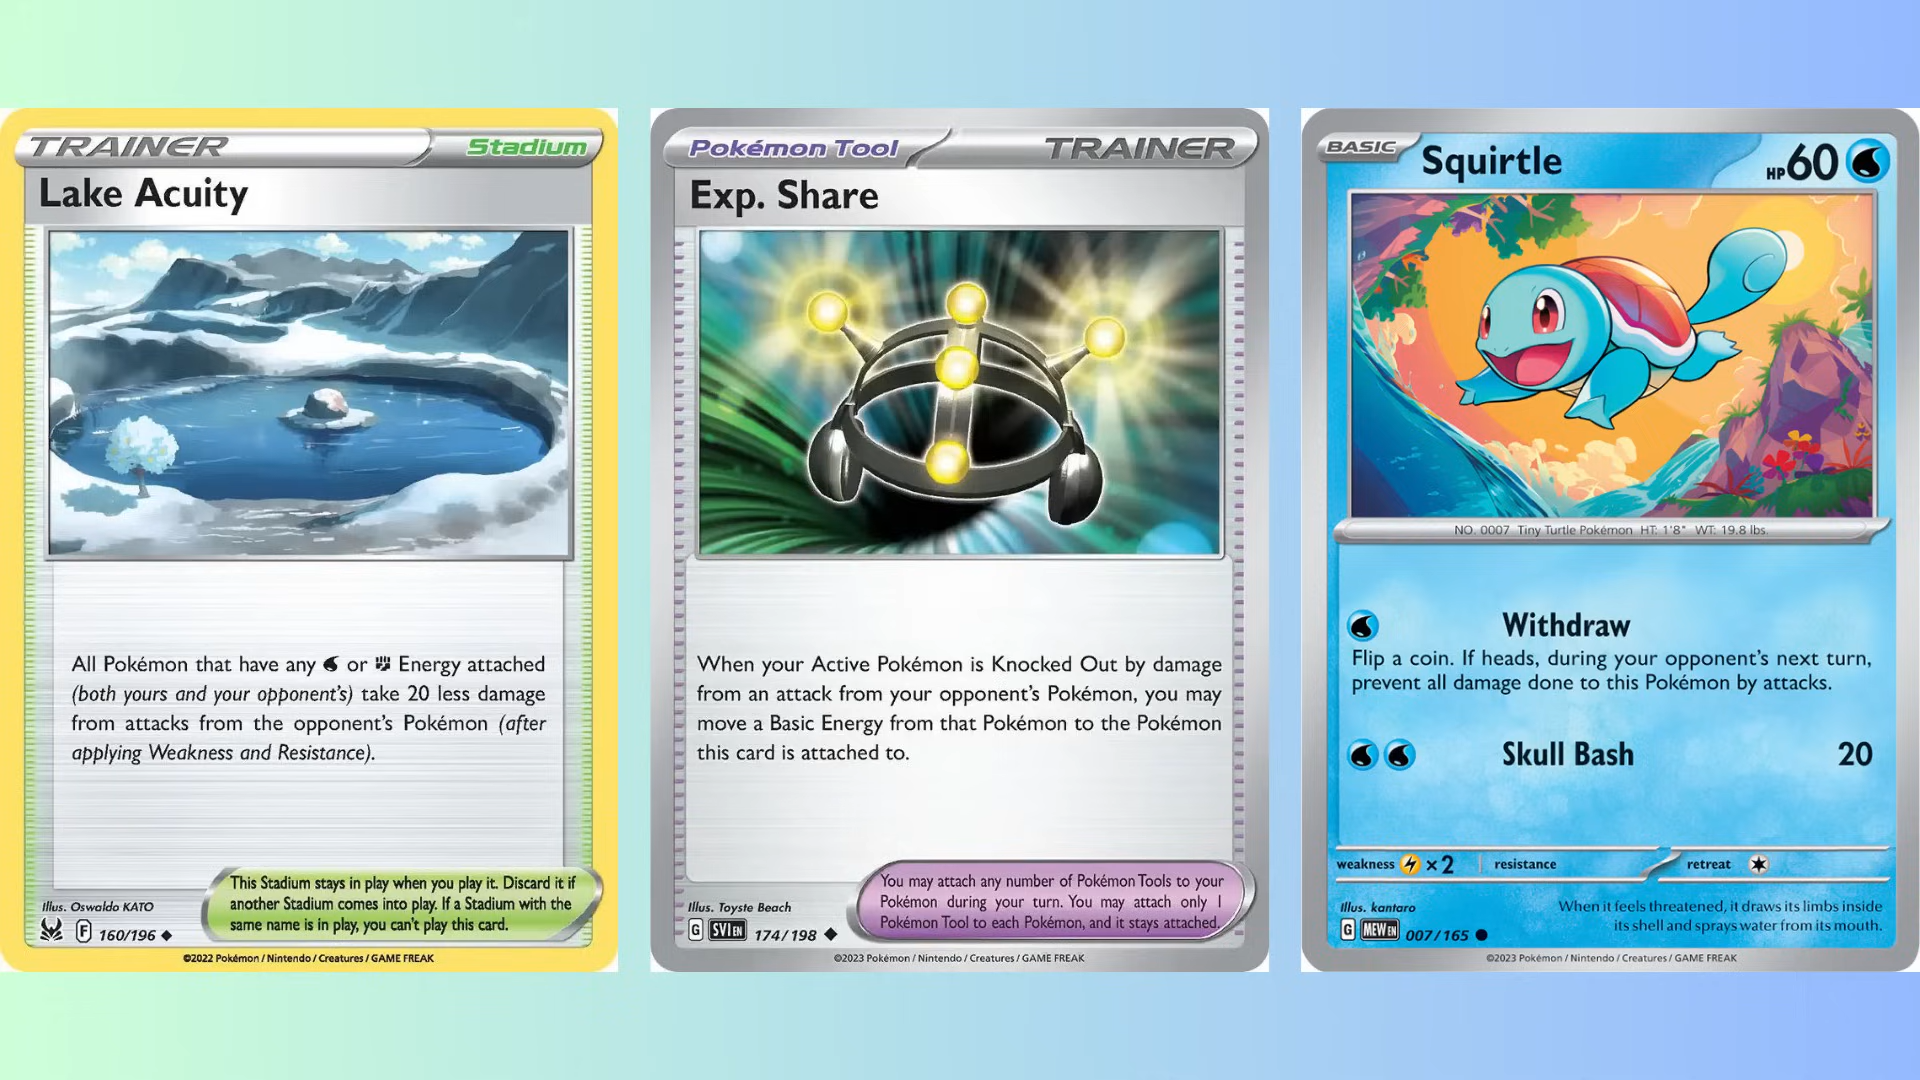 TRAINER Stadium
Lake Acuity
All Pokémon that have any or Energy attached
(both yours and your opponent's) take 20 less damage
from attacks from the opponent's Pokémon (after
applying Weakness and Resistance).
This Stadium stays in play when you play it. Discard it if
another Stadium comes into play. If a Stadium with the
same name is in play, you can't play this card.
Illus. Oswaldo KATO
F 160/196
©2022 Pokémon / Nintendo / Creatures / GAME FREAK
Pokémon Tool TRAINER
Exp. Share
When your Active Pokémon is Knocked Out by damage
from an attack from your opponent's Pokémon, you may
move a Basic Energy from that Pokémon to the Pokémon
this card is attached to.
You may attach any number of Pokémon Tools to your
Pokémon during your turn. You may attach only 1
Pokémon Tool to each Pokémon, and it stays attached.
Illus. Toyste Beach
G SVI EN 174/198
©2023 Pokémon / Nintendo / Creatures / GAME FREAK
BASIC Squirtle HP 60
NO. 0007 Tiny Turtle Pokémon HT: 1'8" WT: 19.8 lbs.
Withdraw
Flip a coin. If heads, during your opponent's next turn,
prevent all damage done to this Pokémon by attacks.
Skull Bash 20
weakness ×2 resistance retreat
Illus. kantaro
G MEW EN 007/165
When it feels threatened, it draws its limbs inside
its shell and sprays water from its mouth.
©2023 Pokémon / Nintendo / Creatures / GAME FREAK